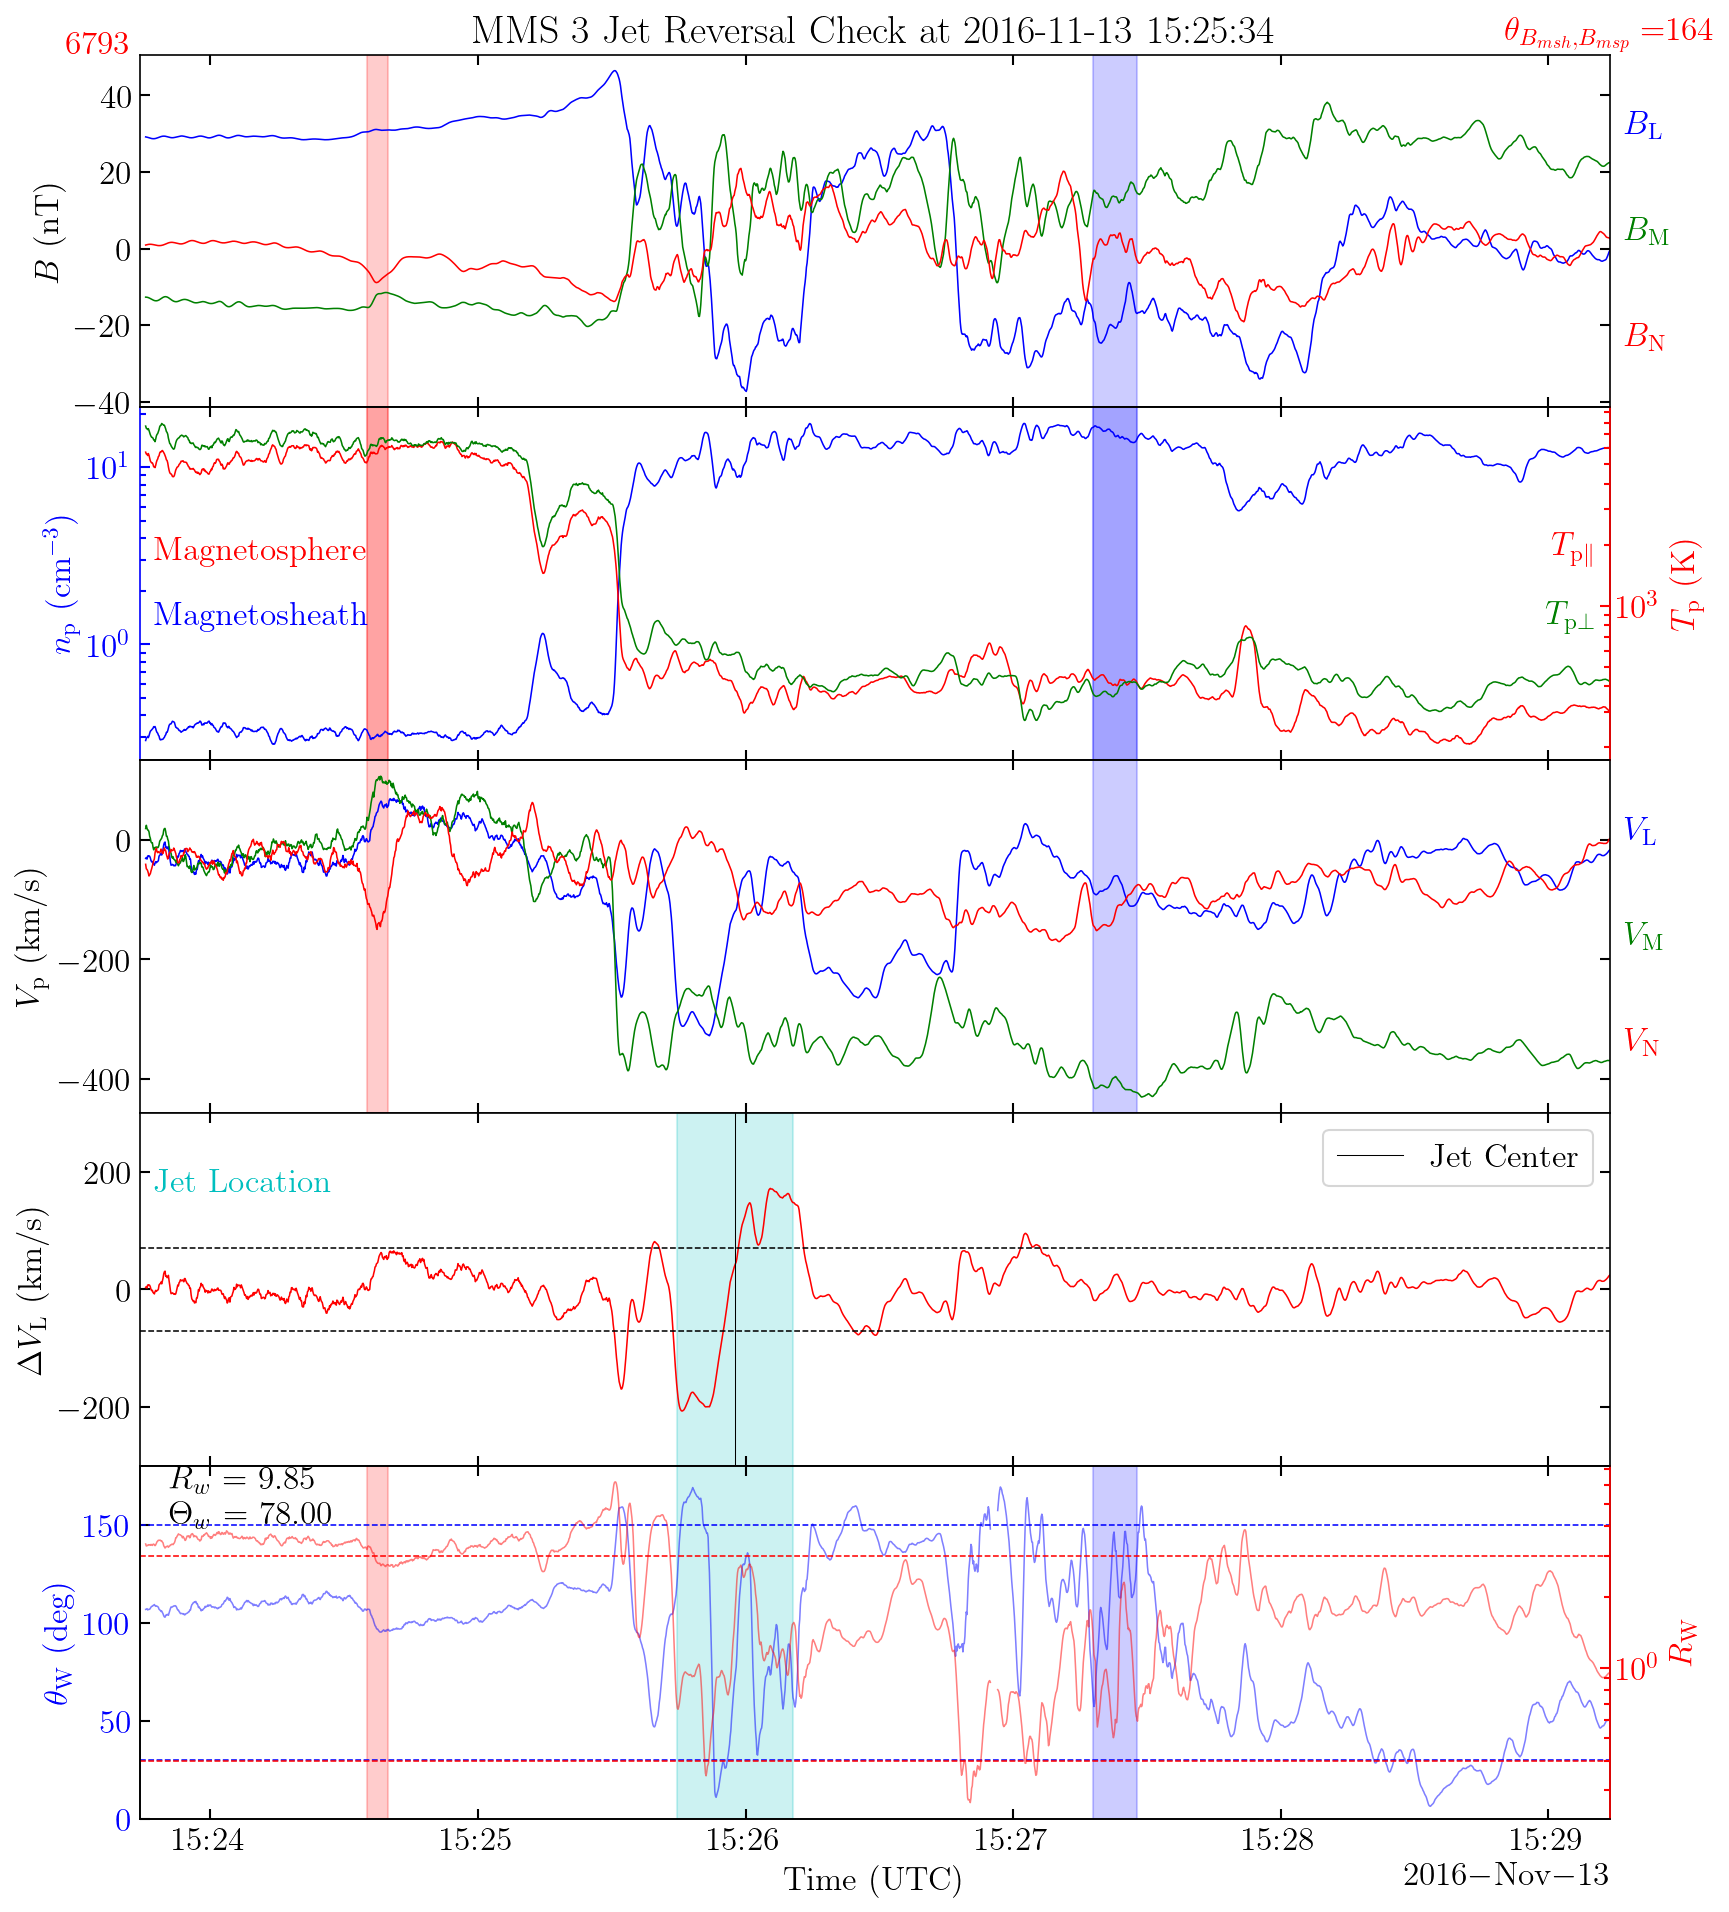 MMS 3 Jet Reversal Check at 2016-11-13 15:25:34
6793
θ_{B_{msh},B_{msp}} =164
B (nT)
40
20
0
−20
−40
B_L
B_M
B_N
n_p (cm^{−3})
10^1
10^0
Magnetosphere
Magnetosheath
T_{p∥}
T_{p⊥}
10^3
T_p (K)
V_p (km/s)
0
−200
−400
V_L
V_M
V_N
ΔV_L (km/s)
200
0
−200
Jet Location
Jet Center
θ_W (deg)
150
100
50
0
R_w = 9.85
Θ_w = 78.00
10^0
R_W
15:24 15:25 15:26 15:27 15:28 15:29
Time (UTC)
2016−Nov−13